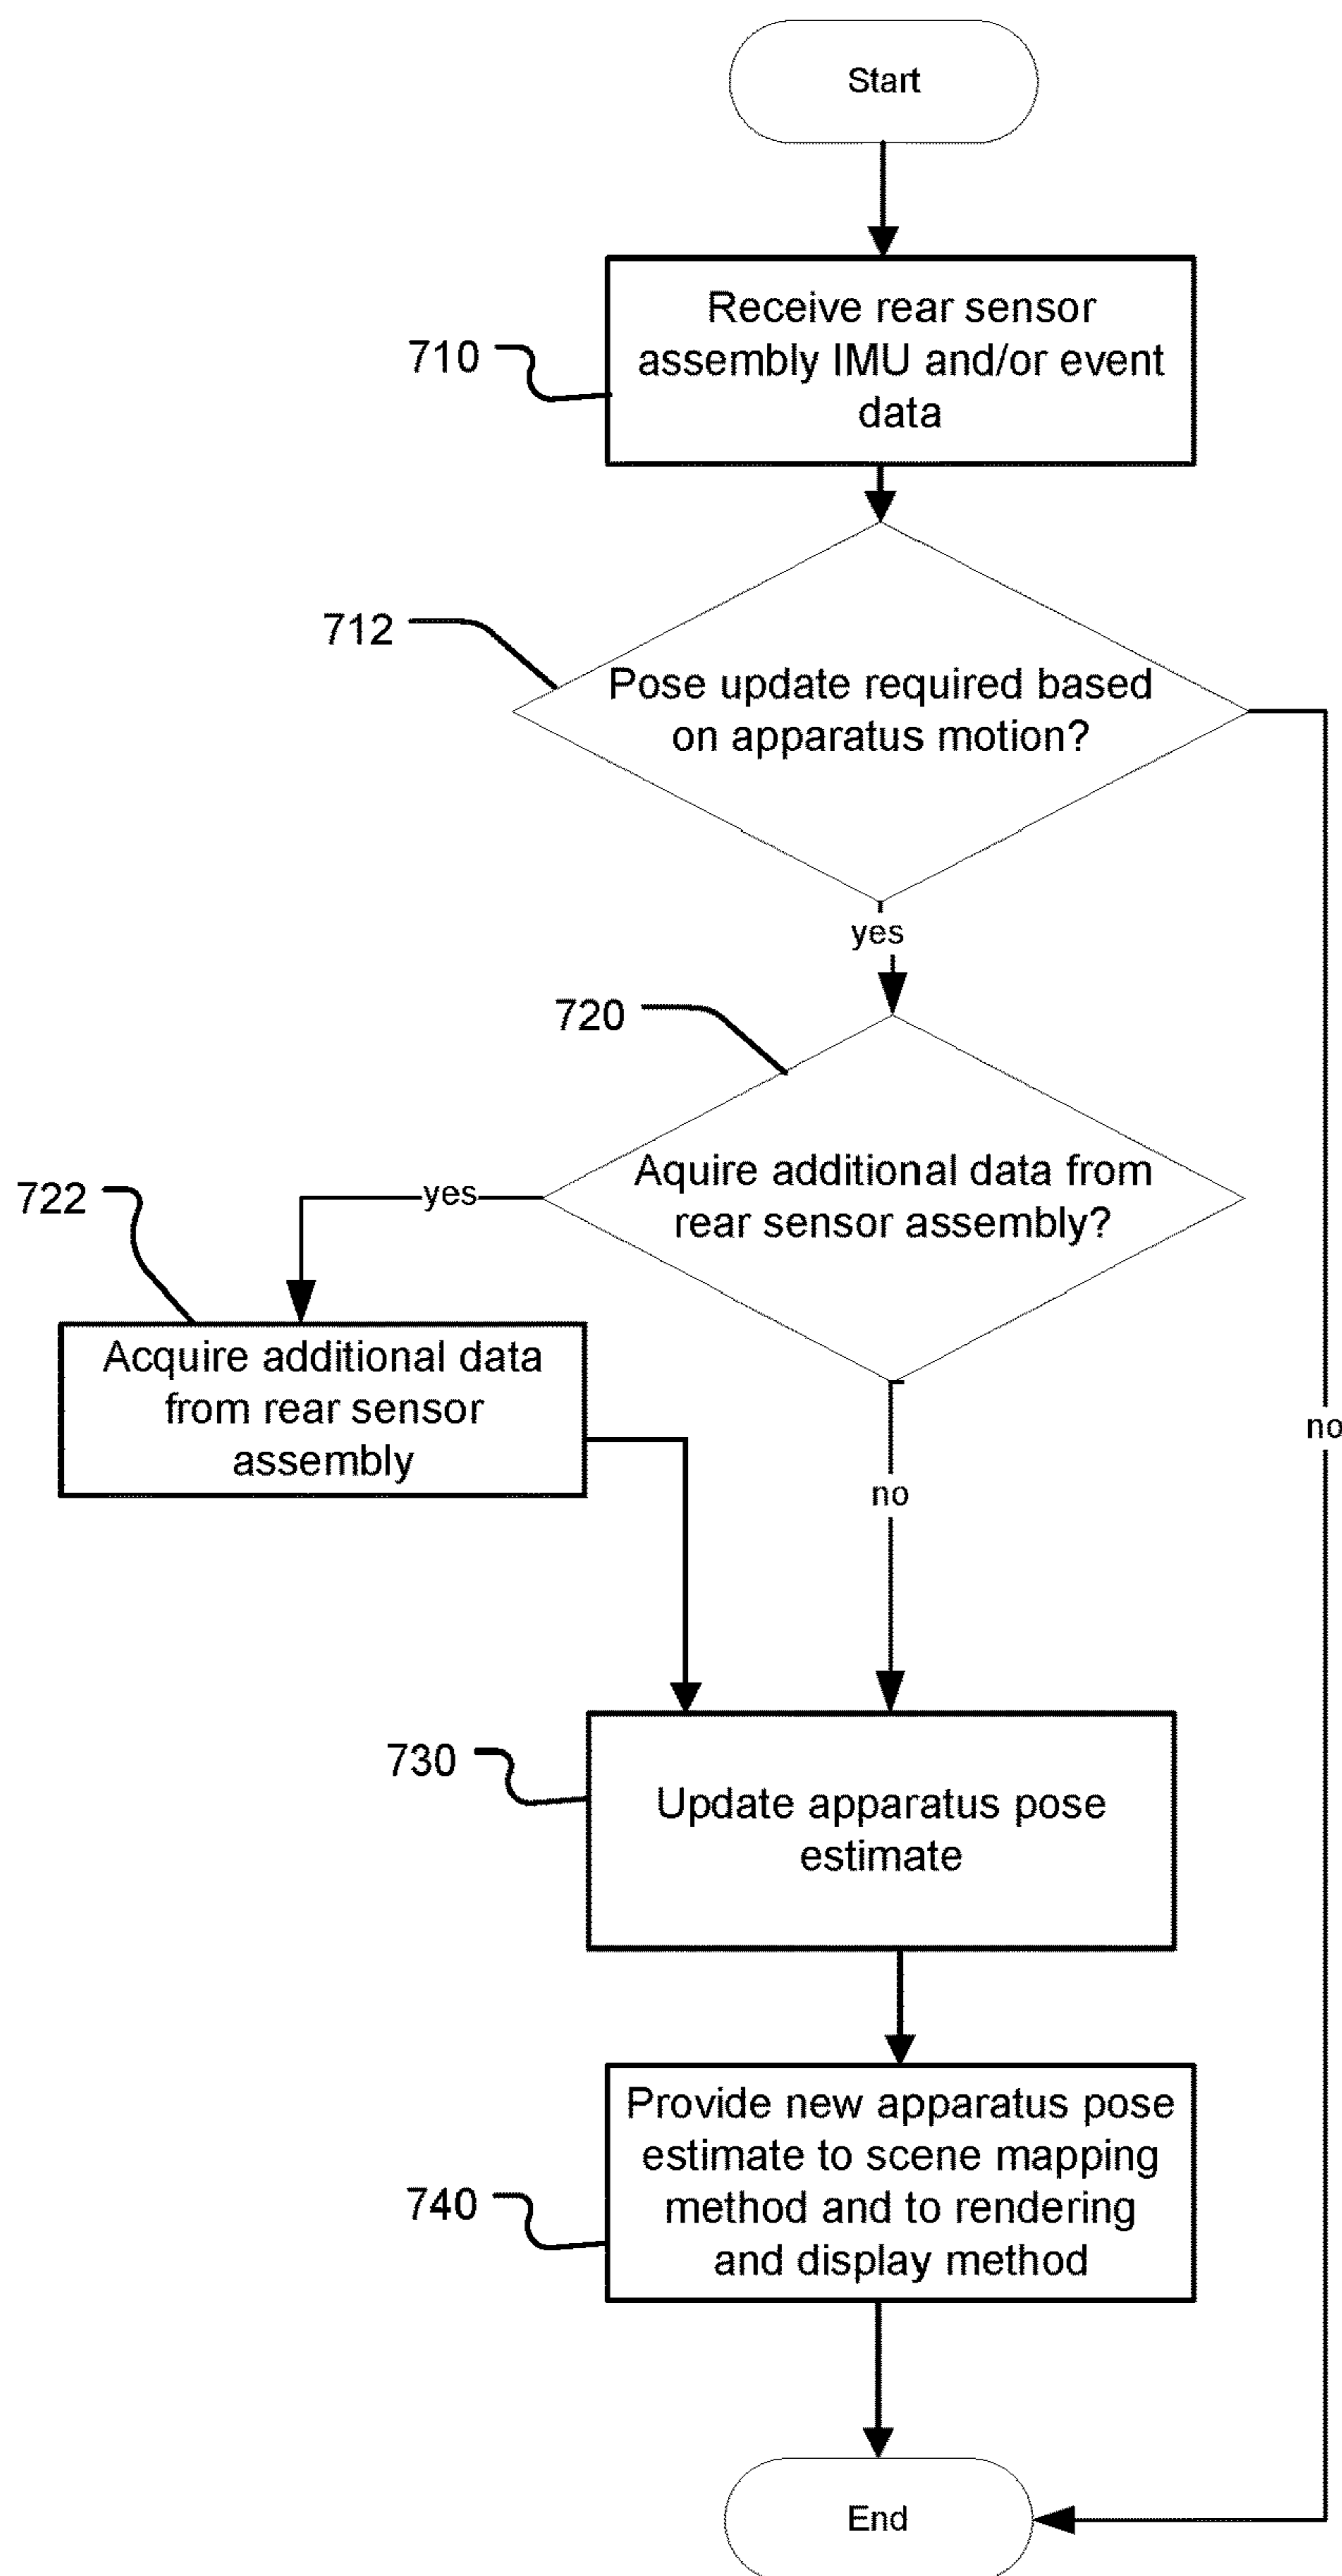 Start
Receive rear sensor
assembly IMU and/or event
data
710
712
Pose update required based
on apparatus motion?
yes
720
Aquire additional data from
rear sensor assembly?
722
yes
Acquire additional data
from rear sensor
assembly
no
no
730
Update apparatus pose
estimate
Provide new apparatus pose
estimate to scene mapping
method and to rendering
and display method
740
End